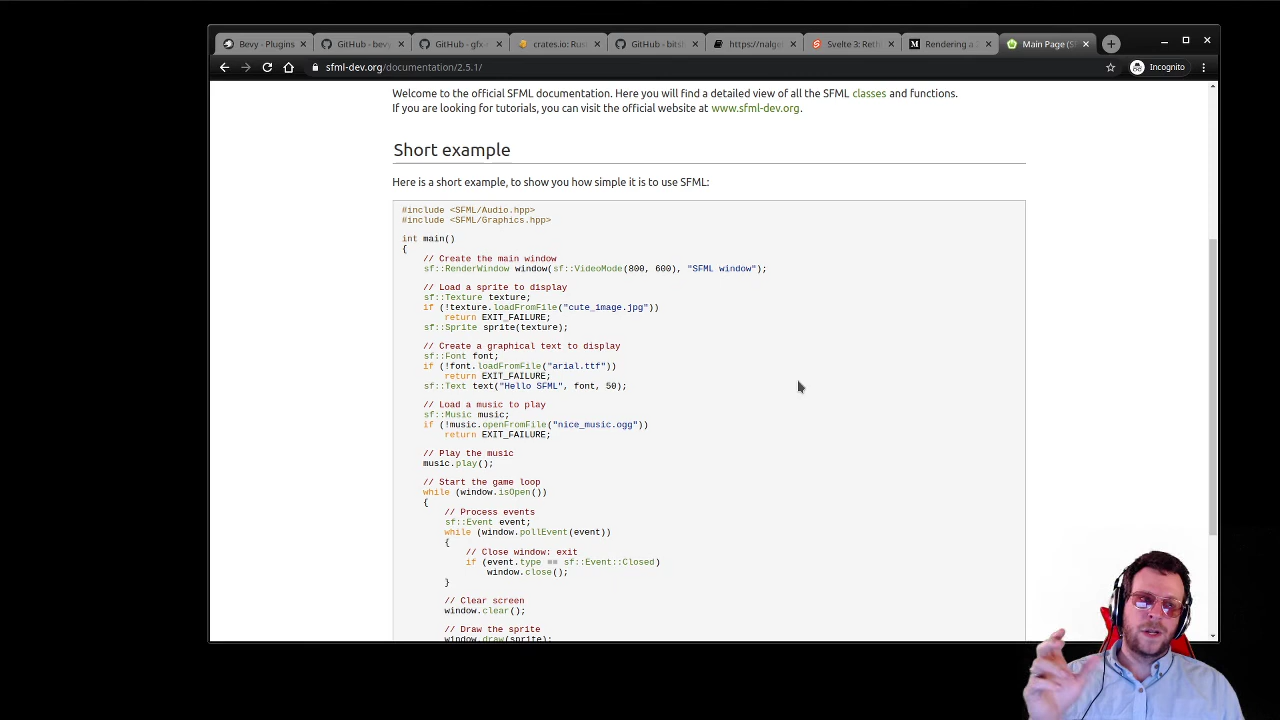 Bevy - Plugins
GitHub - bevy
GitHub - gfx-
crates.io: Rus
GitHub - bitsh
https://nalge
Svelte 3: Reth
Rendering a
Main Page (S
sfml-dev.org/documentation/2.5.1/
Incognito
Welcome to the official SFML documentation. Here you will find a detailed view of all the SFML classes and functions.
If you are looking for tutorials, you can visit the official website at www.sfml-dev.org.
Short example
Here is a short example, to show you how simple it is to use SFML:
#include <SFML/Audio.hpp>
#include <SFML/Graphics.hpp>
int main()
{
// Create the main window
sf::RenderWindow window(sf::VideoMode(800, 600), "SFML window");
// Load a sprite to display
sf::Texture texture;
if (!texture.loadFromFile("cute_image.jpg"))
return EXIT_FAILURE;
sf::Sprite sprite(texture);
// Create a graphical text to display
sf::Font font;
if (!font.loadFromFile("arial.ttf"))
return EXIT_FAILURE;
sf::Text text("Hello SFML", font, 50);
// Load a music to play
sf::Music music;
if (!music.openFromFile("nice_music.ogg"))
return EXIT_FAILURE;
// Play the music
music.play();
// Start the game loop
while (window.isOpen())
{
// Process events
sf::Event event;
while (window.pollEvent(event))
{
// Close window: exit
if (event.type == sf::Event::Closed)
window.close();
}
// Clear screen
window.clear();
// Draw the sprite
window.draw(sprite);